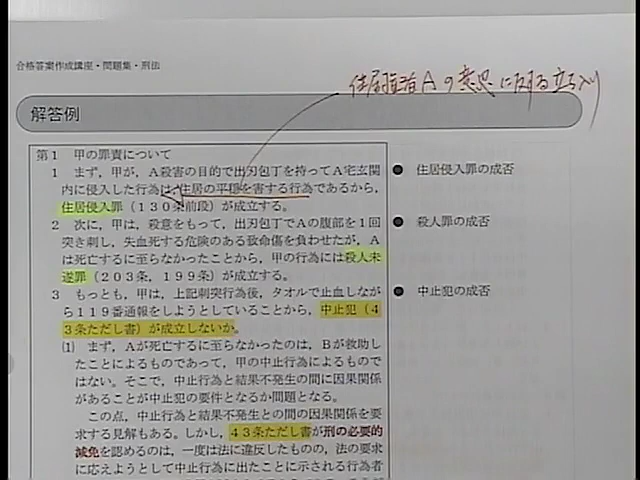 合格答案作成講座・問題集・刑法
住居権者Aの意思に反する立ち入り
解答例
第1 甲の罪責について
1 まず，甲が，A殺害の目的で出刃包丁を持ってA宅玄関
内に侵入した行為は住居の平穏を害する行為であるから，
住居侵入罪（130条前段）が成立する。
2 次に，甲は，殺意をもって，出刃包丁でAの腹部を1回
突き刺し，失血死する危険のある致命傷を負わせたが，A
は死亡するに至らなかったことから，甲の行為には殺人未
遂罪（203条，199条）が成立する。
3 もっとも，甲は，上記刺突行為後，タオルで止血しなが
ら119番通報をしようとしていることから，中止犯（4
3条ただし書）が成立しないか。
(1) まず，Aが死亡するに至らなかったのは，Bが救助し
たことによるものであって，甲の中止行為によるもので
はない。そこで，中止行為と結果不発生の間に因果関係
があることが中止犯の要件となるか問題となる。
この点，中止行為と結果不発生との間の因果関係を要
求する見解もある。しかし，43条ただし書が刑の必要的
減免を認めるのは，一度は法に違反したものの，法の要求
に応えようとして中止行為に出たことに示される行為者
● 住居侵入罪の成否
● 殺人罪の成否
● 中止犯の成否